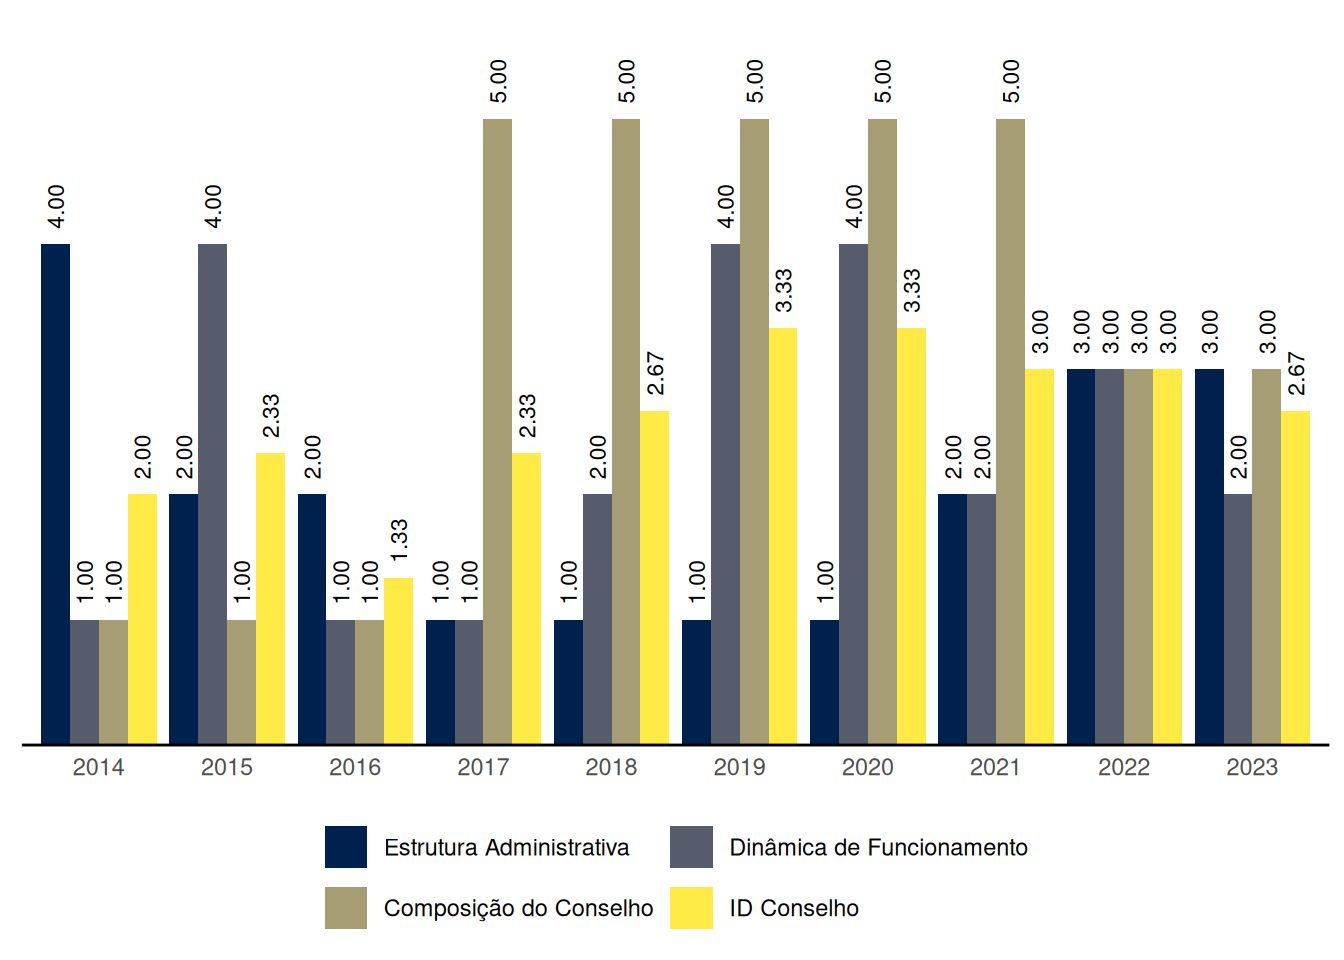 4.00 1.00 1.00 2.00 2.00 4.00 1.00 2.33 2.00 1.00 1.00 1.33 1.00 1.00 5.00 2.33 1.00 2.00 5.00 2.67 1.00 4.00 5.00 3.33 1.00 4.00 5.00 3.33 2.00 2.00 5.00 3.00 3.00 3.00 3.00 3.00 3.00 2.00 3.00 2.67
2014 2015 2016 2017 2018 2019 2020 2021 2022 2023
Estrutura Administrativa Dinâmica de Funcionamento
Composição do Conselho ID Conselho